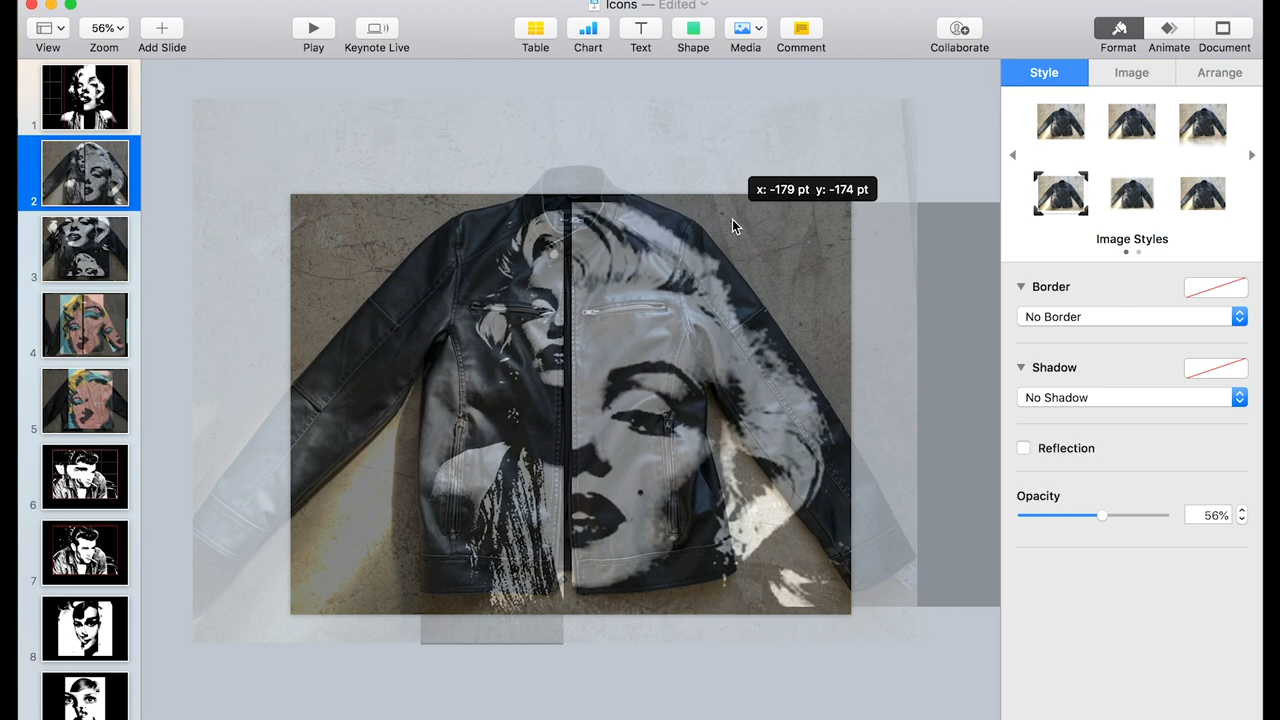 Icons — Edited
56%
View
Zoom
Add Slide
Play
Keynote Live
Table
Chart
Text
Shape
Media
Comment
Collaborate
Format
Animate
Document
Style
Image
Arrange
1
2
3
4
5
6
7
8
x: -179 pt y: -174 pt
Image Styles
Border
No Border
Shadow
No Shadow
Reflection
Opacity
56%